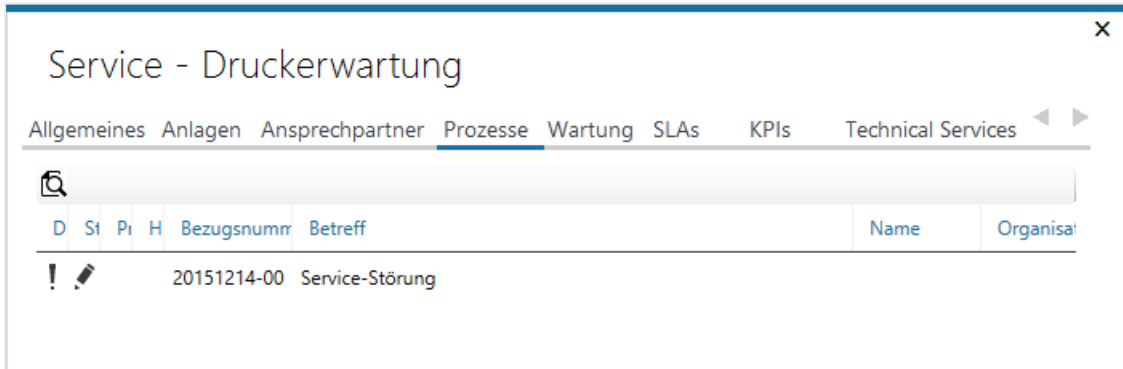 Service - Druckerwartung
Allgemeines Anlagen Ansprechpartner Prozesse Wartung SLAs KPIs Technical Services
D St Pr H Bezugsnumm Betreff Name Organisat
20151214-00 Service-Störung